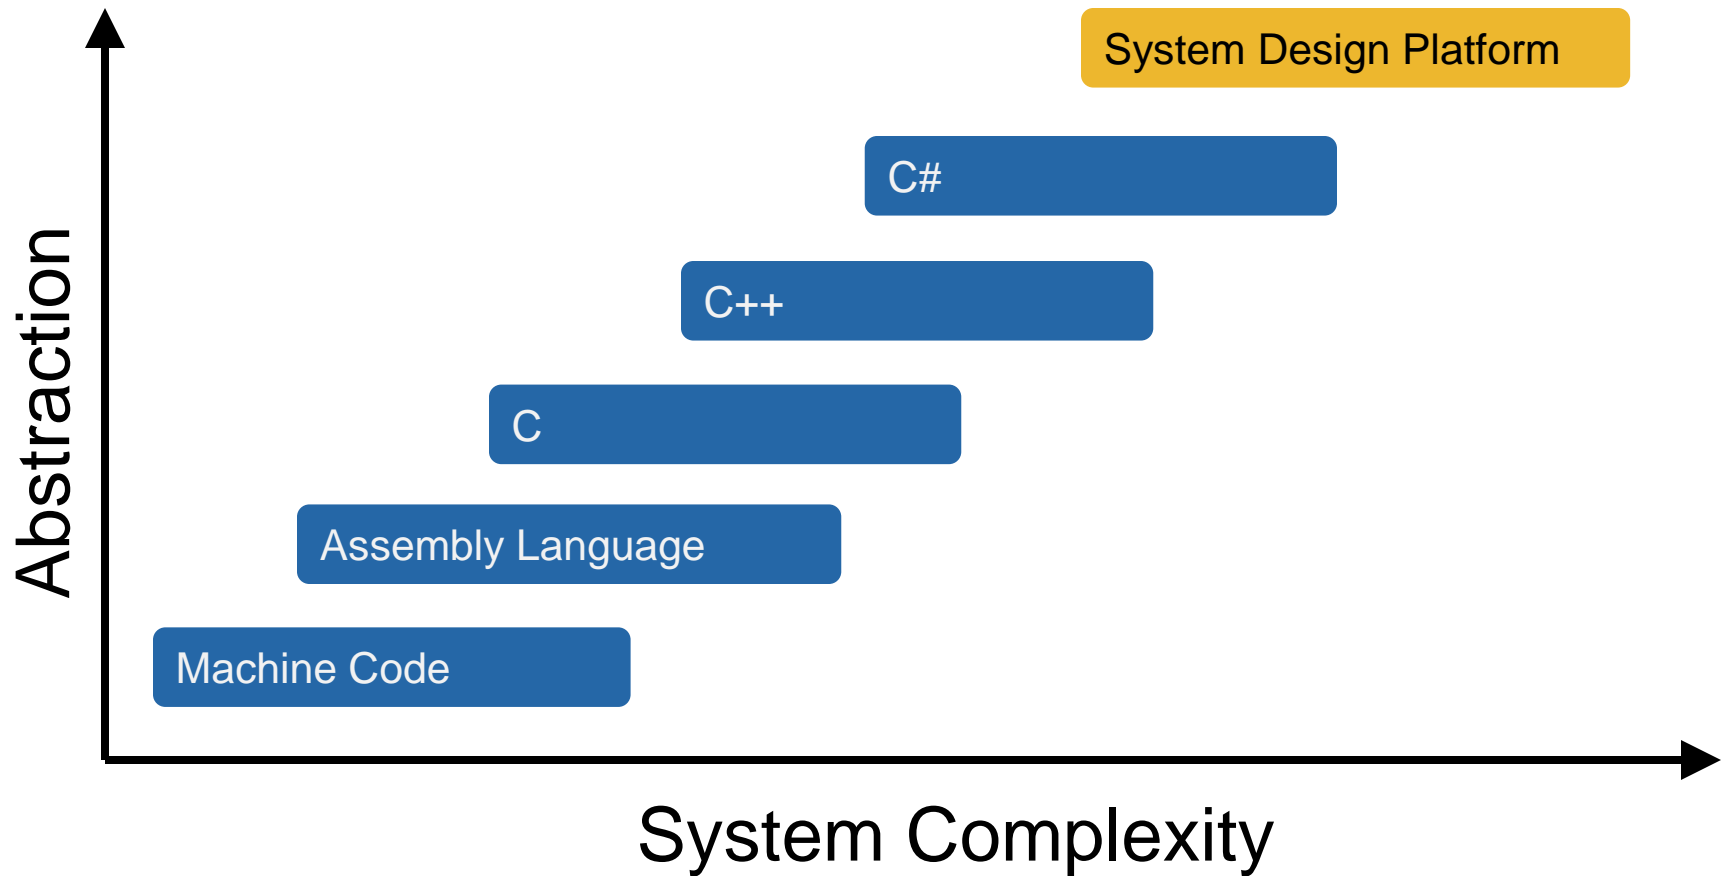 System Design Platform
C#
C++
C
Assembly Language
Machine Code
Abstraction
System Complexity